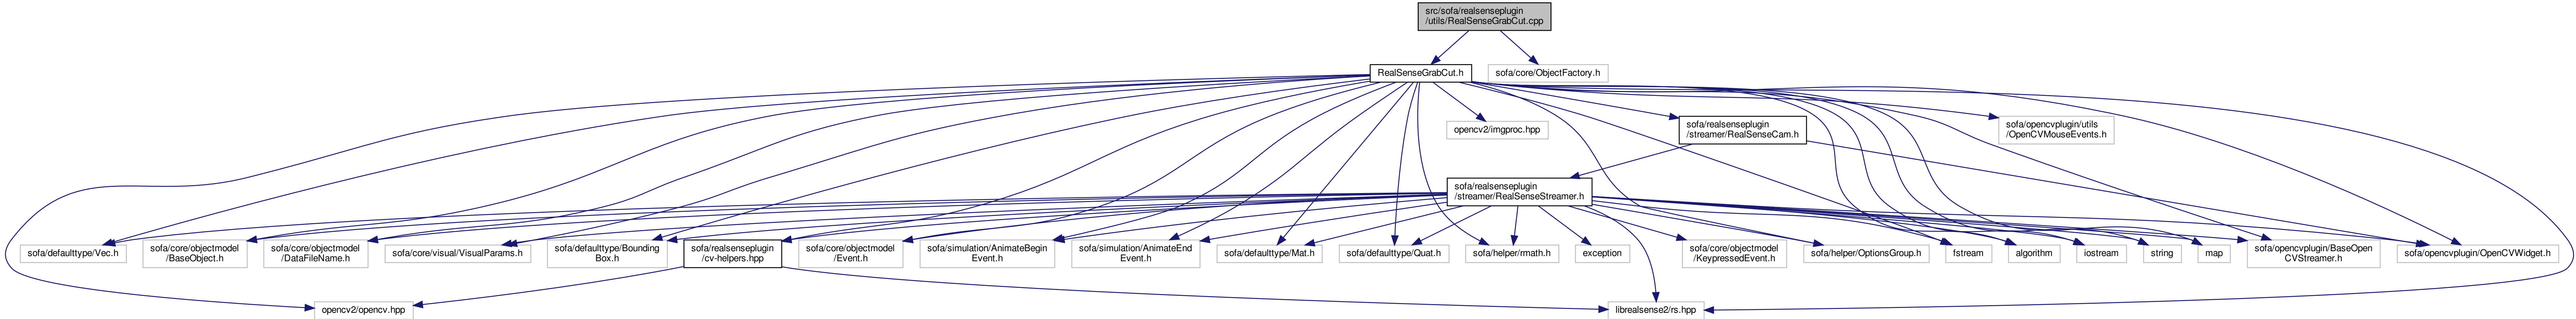 src/sofa/realsenseplugin
/utils/RealSenseGrabCut.cpp
RealSenseGrabCut.h
sofa/core/ObjectFactory.h
opencv2/imgproc.hpp
sofa/realsenseplugin
/streamer/RealSenseCam.h
sofa/opencvplugin/utils
/OpenCVMouseEvents.h
sofa/realsenseplugin
/streamer/RealSenseStreamer.h
sofa/defaulttype/Vec.h
sofa/core/objectmodel
/BaseObject.h
sofa/core/objectmodel
/DataFileName.h
sofa/core/visual/VisualParams.h
sofa/defaulttype/Bounding
Box.h
sofa/realsenseplugin
/cv-helpers.hpp
sofa/core/objectmodel
/Event.h
sofa/simulation/AnimateBegin
Event.h
sofa/simulation/AnimateEnd
Event.h
sofa/defaulttype/Mat.h
sofa/defaulttype/Quat.h
sofa/helper/rmath.h
exception
sofa/core/objectmodel
/KeypressedEvent.h
sofa/helper/OptionsGroup.h
fstream
algorithm
iostream
string
map
sofa/opencvplugin/BaseOpen
CVStreamer.h
sofa/opencvplugin/OpenCVWidget.h
opencv2/opencv.hpp
librealsense2/rs.hpp